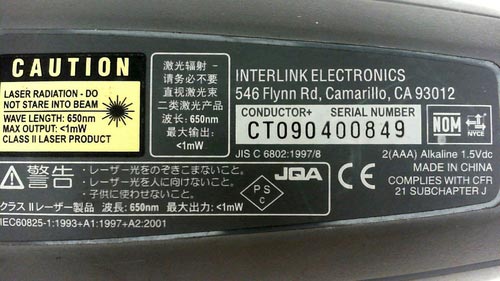 CAUTION
LASER RADIATION - DO
NOT STARE INTO BEAM
WAVE LENGTH: 650nm
MAX OUTPUT: <1mW
CLASS II LASER PRODUCT
激光辐射 -
请务必不要
直视激光束
二类激光产品
波长: 650nm
最大输出:
<1mW
INTERLINK ELECTRONICS
546 Flynn Rd, Camarillo, CA 93012
CONDUCTOR+ SERIAL NUMBER
CT090400849
NOM NYCE
JIS C 6802:1997/8
2(AAA) Alkaline 1.5Vdc
警告
・レーザー光をのぞきこまないこと。
・レーザー光を人に向けないこと。
・子供に使わせないこと。
クラスⅡレーザー製品 波長: 650nm 最大出力: <1mW
IEC60825-1:1993+A1:1997+A2:2001
PS
C
JQA
CE
MADE IN CHINA
COMPLIES WITH CFR
21 SUBCHAPTER J